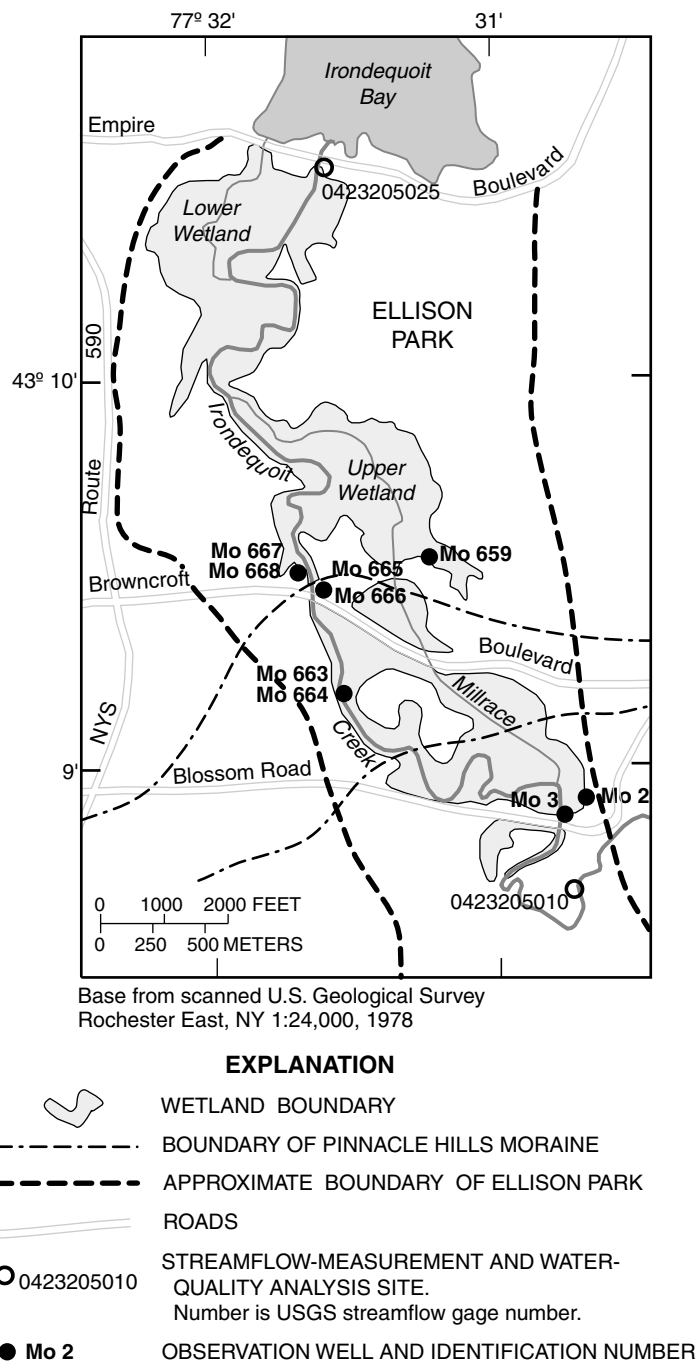 77º 32'
31'
Irondequoit
Bay
Empire
Boulevard
0423205025
Lower
Wetland
ELLISON
PARK
590
43º 10'
Irondequoit
Upper
Wetland
Route
Mo 667
Mo 668
Mo 665
Mo 666
Mo 659
Browncroft
Boulevard
Mo 663
Mo 664
Millrace
NYS
Creek
9'
Blossom Road
Mo 3
Mo 2
0423205010
0 1000 2000 FEET
0 250 500 METERS
Base from scanned U.S. Geological Survey
Rochester East, NY 1:24,000, 1978
EXPLANATION
WETLAND BOUNDARY
BOUNDARY OF PINNACLE HILLS MORAINE
APPROXIMATE BOUNDARY OF ELLISON PARK
ROADS
0423205010
STREAMFLOW-MEASUREMENT AND WATER-
QUALITY ANALYSIS SITE.
Number is USGS streamflow gage number.
Mo 2
OBSERVATION WELL AND IDENTIFICATION NUMBER